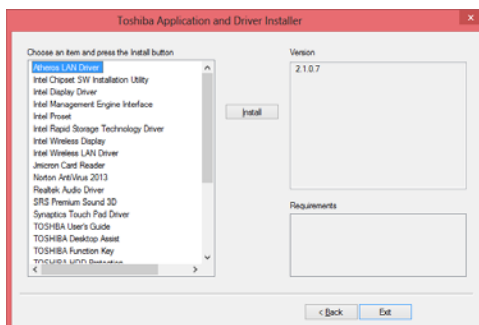 Toshiba Application and Driver Installer
x
Choose an item and press the Install button
Version
Atheros LAN Driver
Intel Chipset SW Installation Utility
Intel Display Driver
Intel Management Engine Interface
Intel Proset
Intel Rapid Storage Technology Driver
Intel Wireless Display
Intel Wireless LAN Driver
Jmicron Card Reader
Norton AntiVirus 2013
Realtek Audio Driver
SRS Premium Sound 3D
Synaptics Touch Pad Driver
TOSHIBA User's Guide
TOSHIBA Desktop Assist
TOSHIBA Function Key
TOSHIBA HDD Protection
Install
2.1.0.7
Requirements
< Back
Exit